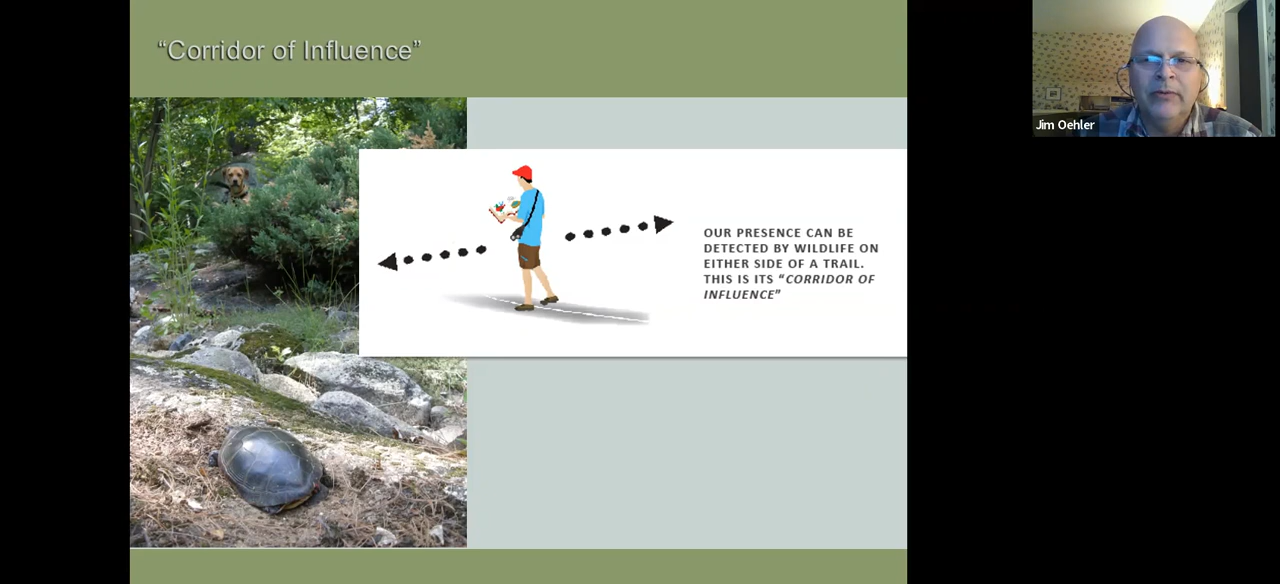 “Corridor of Influence”
Jim Oehler
OUR PRESENCE CAN BE
DETECTED BY WILDLIFE ON
EITHER SIDE OF A TRAIL.
THIS IS ITS “CORRIDOR OF
INFLUENCE”